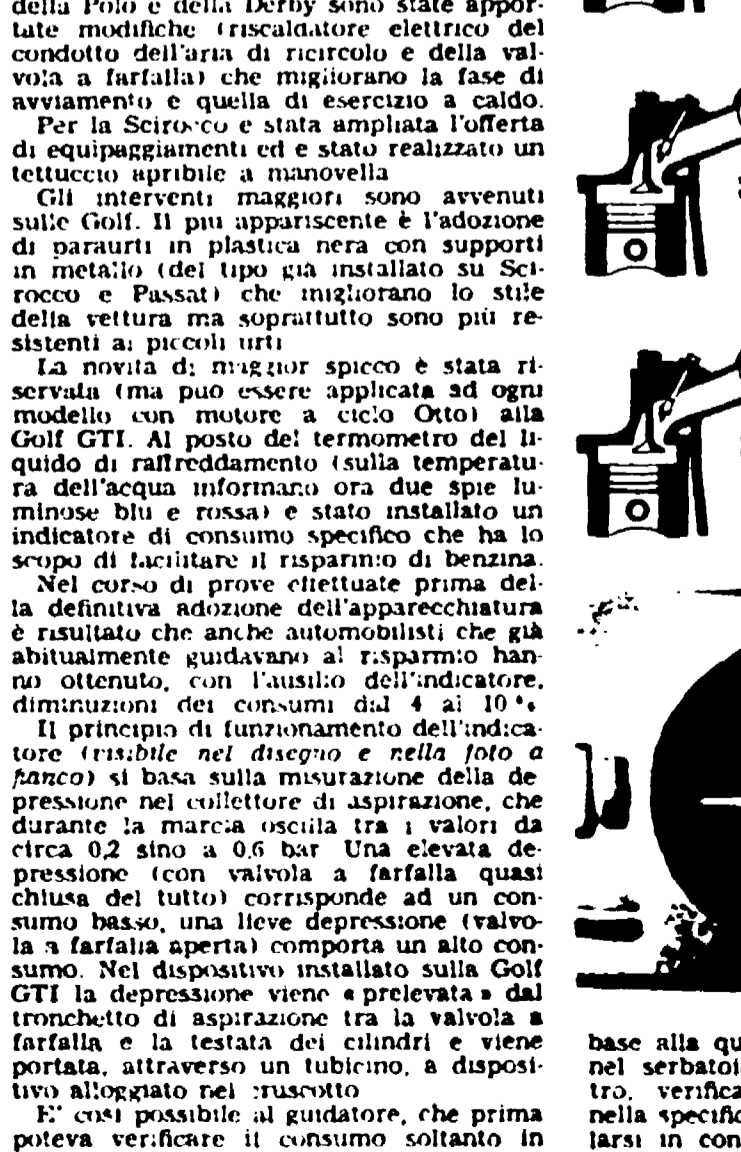 della Polo e della Derby sono state appor-
tate modifiche (riscaldatore elettrico del
condotto dell'aria di ricircolo e della val-
vola a farfalla) che migliorano la fase di
avviamento e quella di esercizio a caldo.
Per la Scirocco e stata ampliata l'offerta
di equipaggiamenti ed e stato realizzato un
tettuccio apribile a manovella
Gli interventi maggiori sono avvenuti
sulle Golf. Il piu appariscente è l'adozione
di paraurti in plastica nera con supporti
in metallo (del tipo già installato su Sci-
rocco e Passat) che migliorano lo stile
della vettura ma soprattutto sono più re-
sistenti ai piccoli urti
La novita di maggior spicco è stata ri-
servata (ma può essere applicata ad ogni
modello con motore a ciclo Otto) alla
Golf GTI. Al posto del termometro del li-
quido di raffreddamento (sulla temperatu-
ra dell'acqua informano ora due spie lu-
minose blu e rossa) e stato installato un
indicatore di consumo specifico che ha lo
scopo di facilitare il risparmio di benzina.
Nel corso di prove effettuate prima del-
la definitiva adozione dell'apparecchiatura
è risultato che anche automobilisti che già
abitualmente guidavano al risparmio han-
no ottenuto, con l'ausilio dell'indicatore,
diminuzioni dei consumi dal 4 al 10 %
Il principio di funzionamento dell'indica-
tore (visibile nel disegno e nella foto a
fianco) si basa sulla misurazione della de
pressione nel collettore di aspirazione, che
durante la marcia oscilla tra i valori da
circa 0,2 sino a 0,6 bar Una elevata de-
pressione (con valvola a farfalla quasi
chiusa del tutto) corrisponde ad un con-
sumo basso, una lieve depressione (valvo-
la a farfalla aperta) comporta un alto con-
sumo. Nel dispositivo installato sulla Golf
GTI la depressione viene « prelevata » dal
tronchetto di aspirazione tra la valvola a
farfalla e la testata dei cilindri e viene
portata, attraverso un tubicino, a disposi-
tivo alloggiato nel cruscotto
E' così possibile al guidatore, che prima
poteva verificare il consumo soltanto in
base alla qu
nel serbatoi
tro, verifica
nella specific
larsi in con